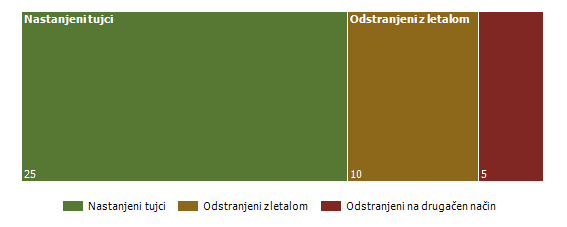 Nastanjeni tujci
Odstranjeni z letalom
25
10
5
Nastanjeni tujci
Odstranjeni z letalom
Odstranjeni na drugačen način